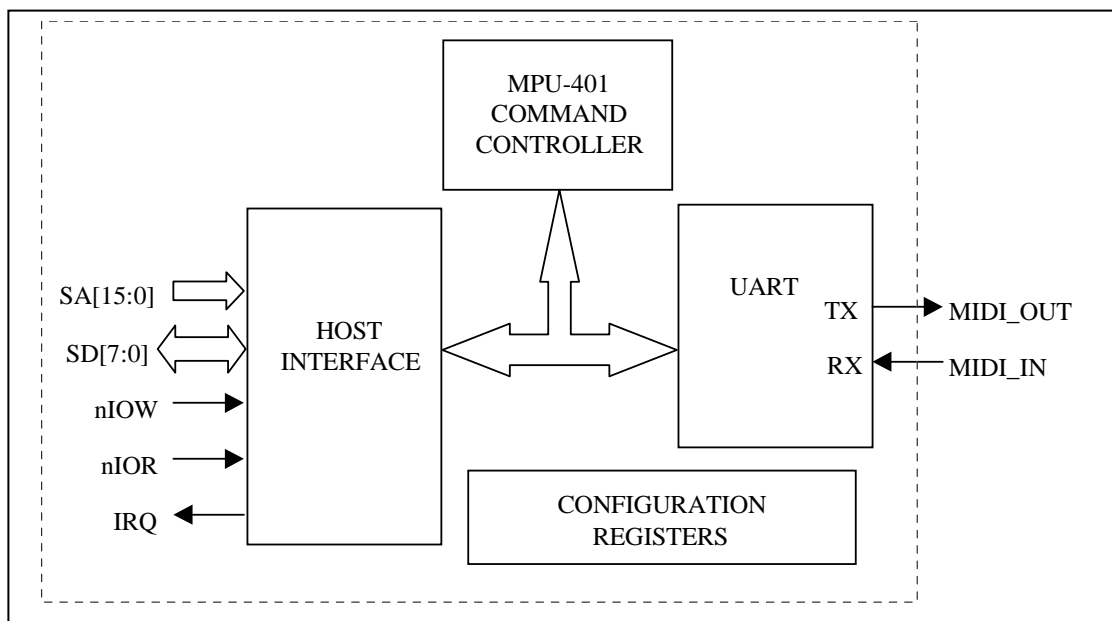 MPU-401
COMMAND
CONTROLLER
SA[15:0]
SD[7:0]
nIOW
nIOR
IRQ
HOST
INTERFACE
UART
TX
RX
MIDI_OUT
MIDI_IN
CONFIGURATION
REGISTERS